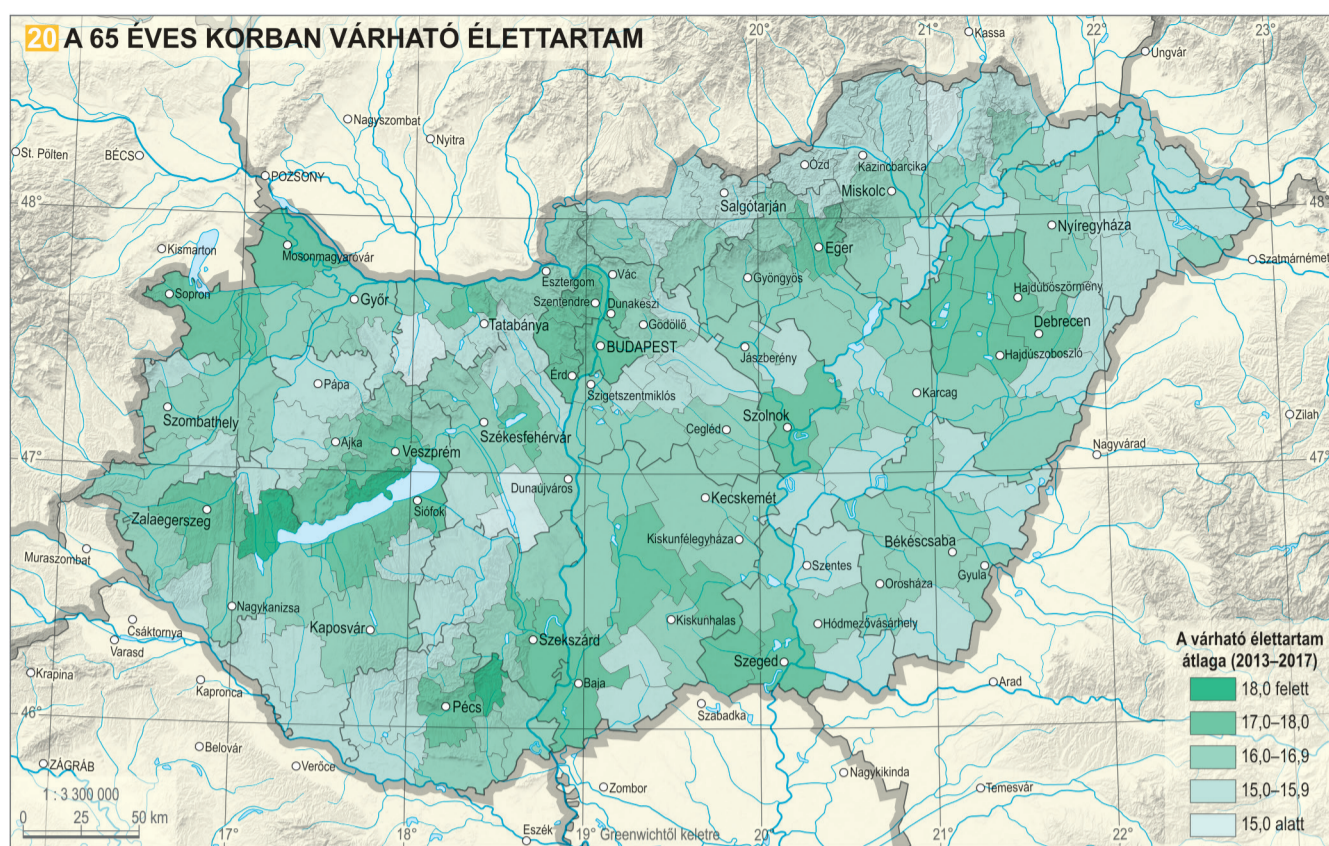 20 A 65 ÉVES KORBAN VÁRHATÓ ÉLETTARTAM
20°
21°
22°
23°
Kassa
Ungvár
Nagyszombat
Nyitra
St. Pölten
BÉCS
POZSONY
Ózd
Kazincbarcika
Miskolc
Salgótarján
48°
48°
Nyíregyháza
Kismarton
Mosonmagyaróvár
Eger
Szatmárnémeti
Sopron
Győr
Esztergom
Vác
Gyöngyös
Szentendre
Dunakeszi
Hajdúböszörmény
Tatabánya
Gödöllő
Debrecen
BUDAPEST
Jászberény
Hajdúszoboszló
Pápa
Érd
Szigetszentmiklós
Karcag
Szombathely
Székesfehérvár
Cegléd
Szolnok
Zilah
Ajka
Veszprém
Nagyvárad
47°
47°
Dunaújváros
Kecskemét
Zalaegerszeg
Siófok
Kiskunfélegyháza
Békéscsaba
Muraszombat
Szentes
Gyula
Orosháza
Nagykanizsa
Csáktornya
Kaposvár
Kiskunhalas
Hódmezővásárhely
Varasd
Szekszárd
Szeged
Krapina
Kapronca
Baja
Arad
Pécs
Szabadka
46°
46°
Belovár
Verőce
ZÁGRÁB
Zombor
Nagykikinda
Temesvár
Eszék
A várható élettartam
átlaga (2013–2017)
18,0 felett
17,0–18,0
16,0–16,9
15,0–15,9
15,0 alatt
1 : 3 300 000
0 25 50 km
17°
18°
19° Greenwichtől keletre
20
21
22